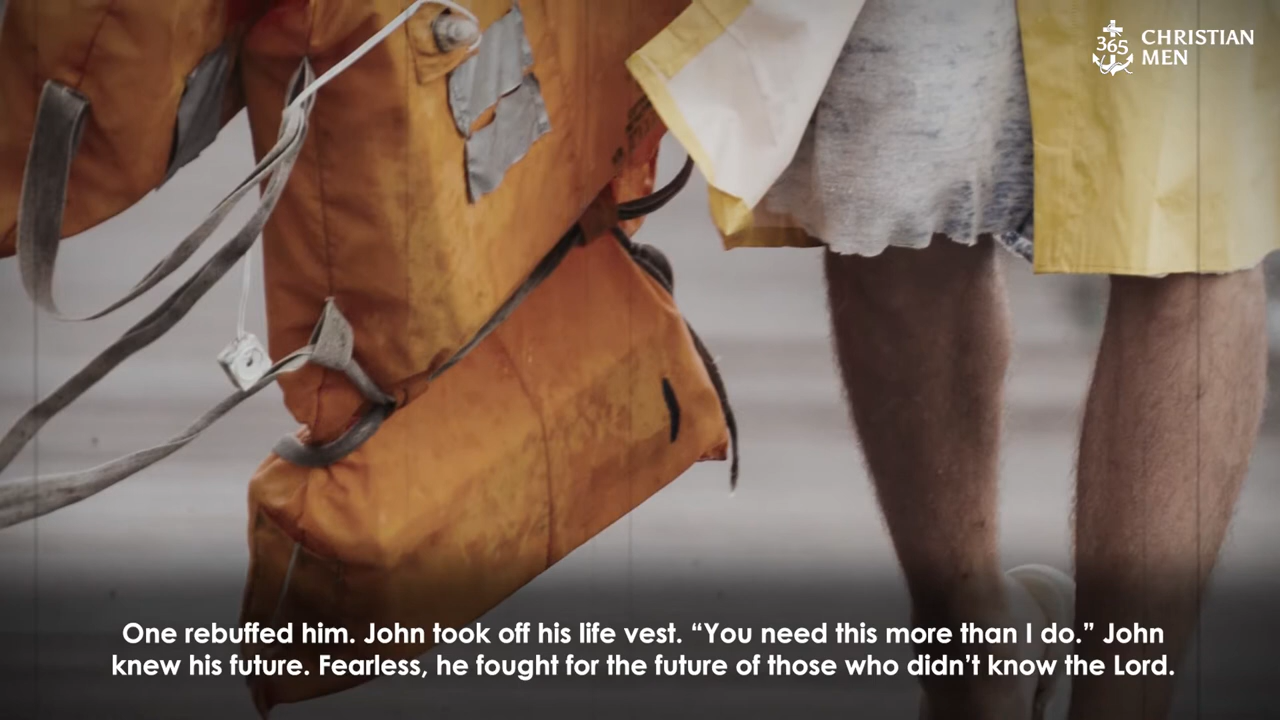 365
CHRISTIAN
MEN
One rebuffed him. John took off his life vest. “You need this more than I do.” John
knew his future. Fearless, he fought for the future of those who didn’t know the Lord.